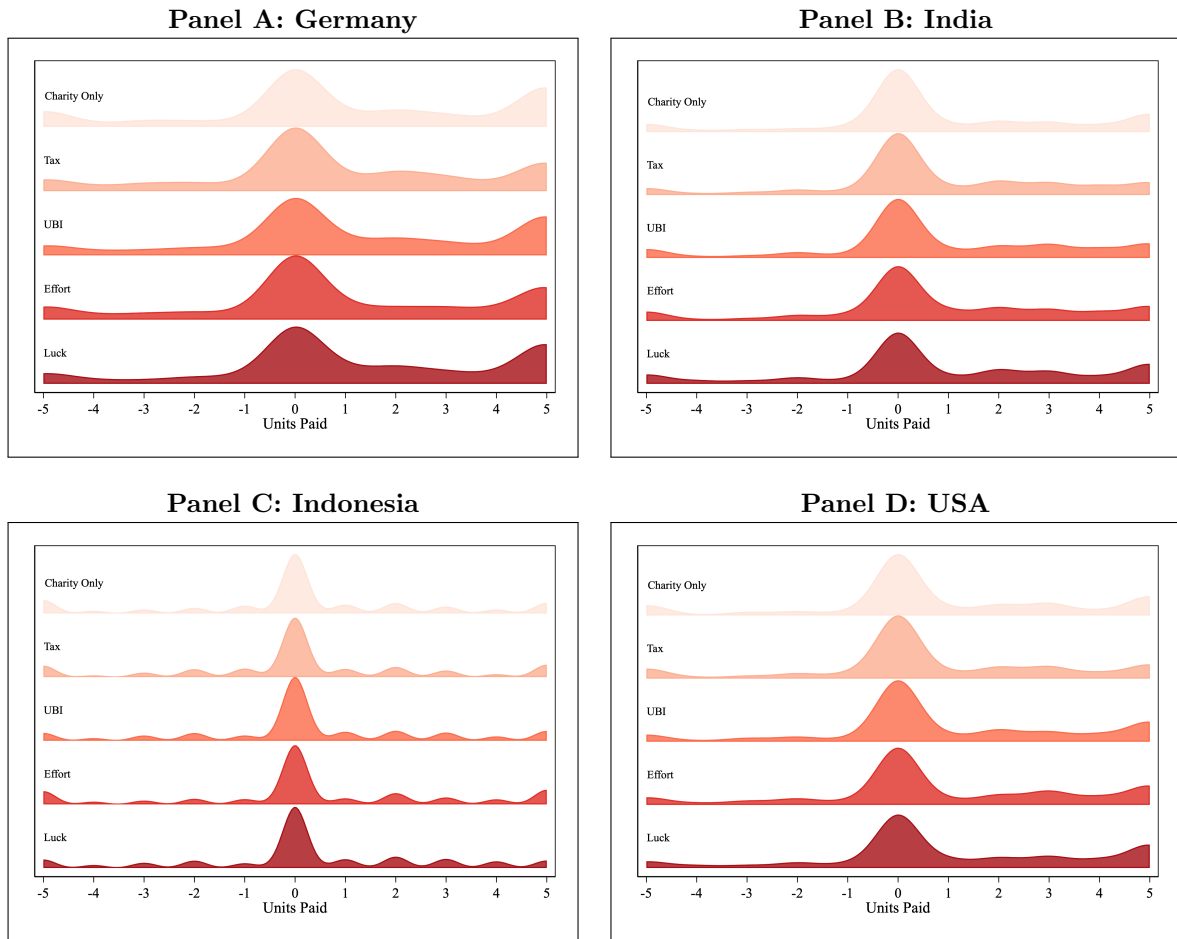 Panel A: Germany
Charity Only
Tax
UBI
Effort
Luck
-5 -4 -3 -2 -1 0 1 2 3 4 5
Units Paid
Panel B: India
Charity Only
Tax
UBI
Effort
Luck
-5 -4 -3 -2 -1 0 1 2 3 4 5
Units Paid
Panel C: Indonesia
Charity Only
Tax
UBI
Effort
Luck
-5 -4 -3 -2 -1 0 1 2 3 4 5
Units Paid
Panel D: USA
Charity Only
Tax
UBI
Effort
Luck
-5 -4 -3 -2 -1 0 1 2 3 4 5
Units Paid